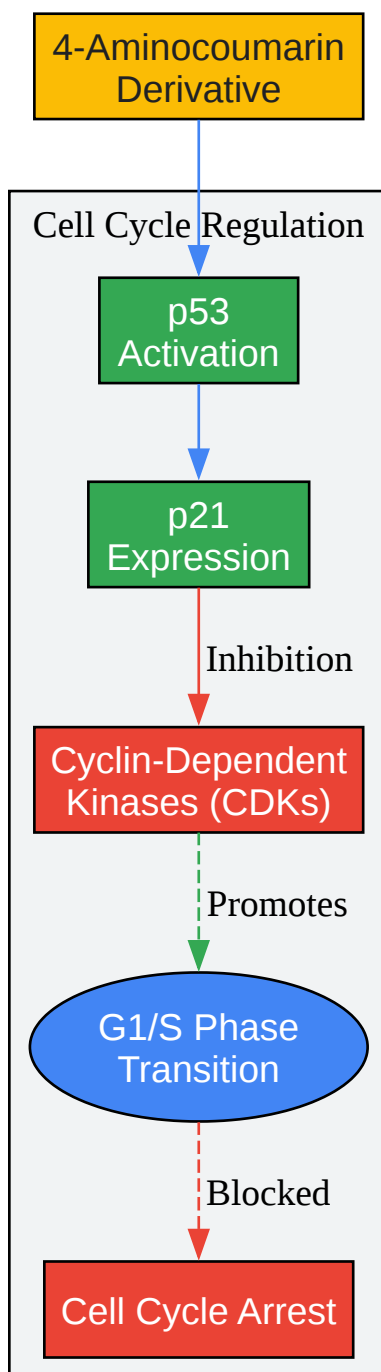 4-Aminocoumarin
Derivative
Cell Cycle Regulation
p53
Activation
p21
Expression
Inhibition
Cyclin-Dependent
Kinases (CDKs)
Promotes
G1/S Phase
Transition
Blocked
Cell Cycle Arrest